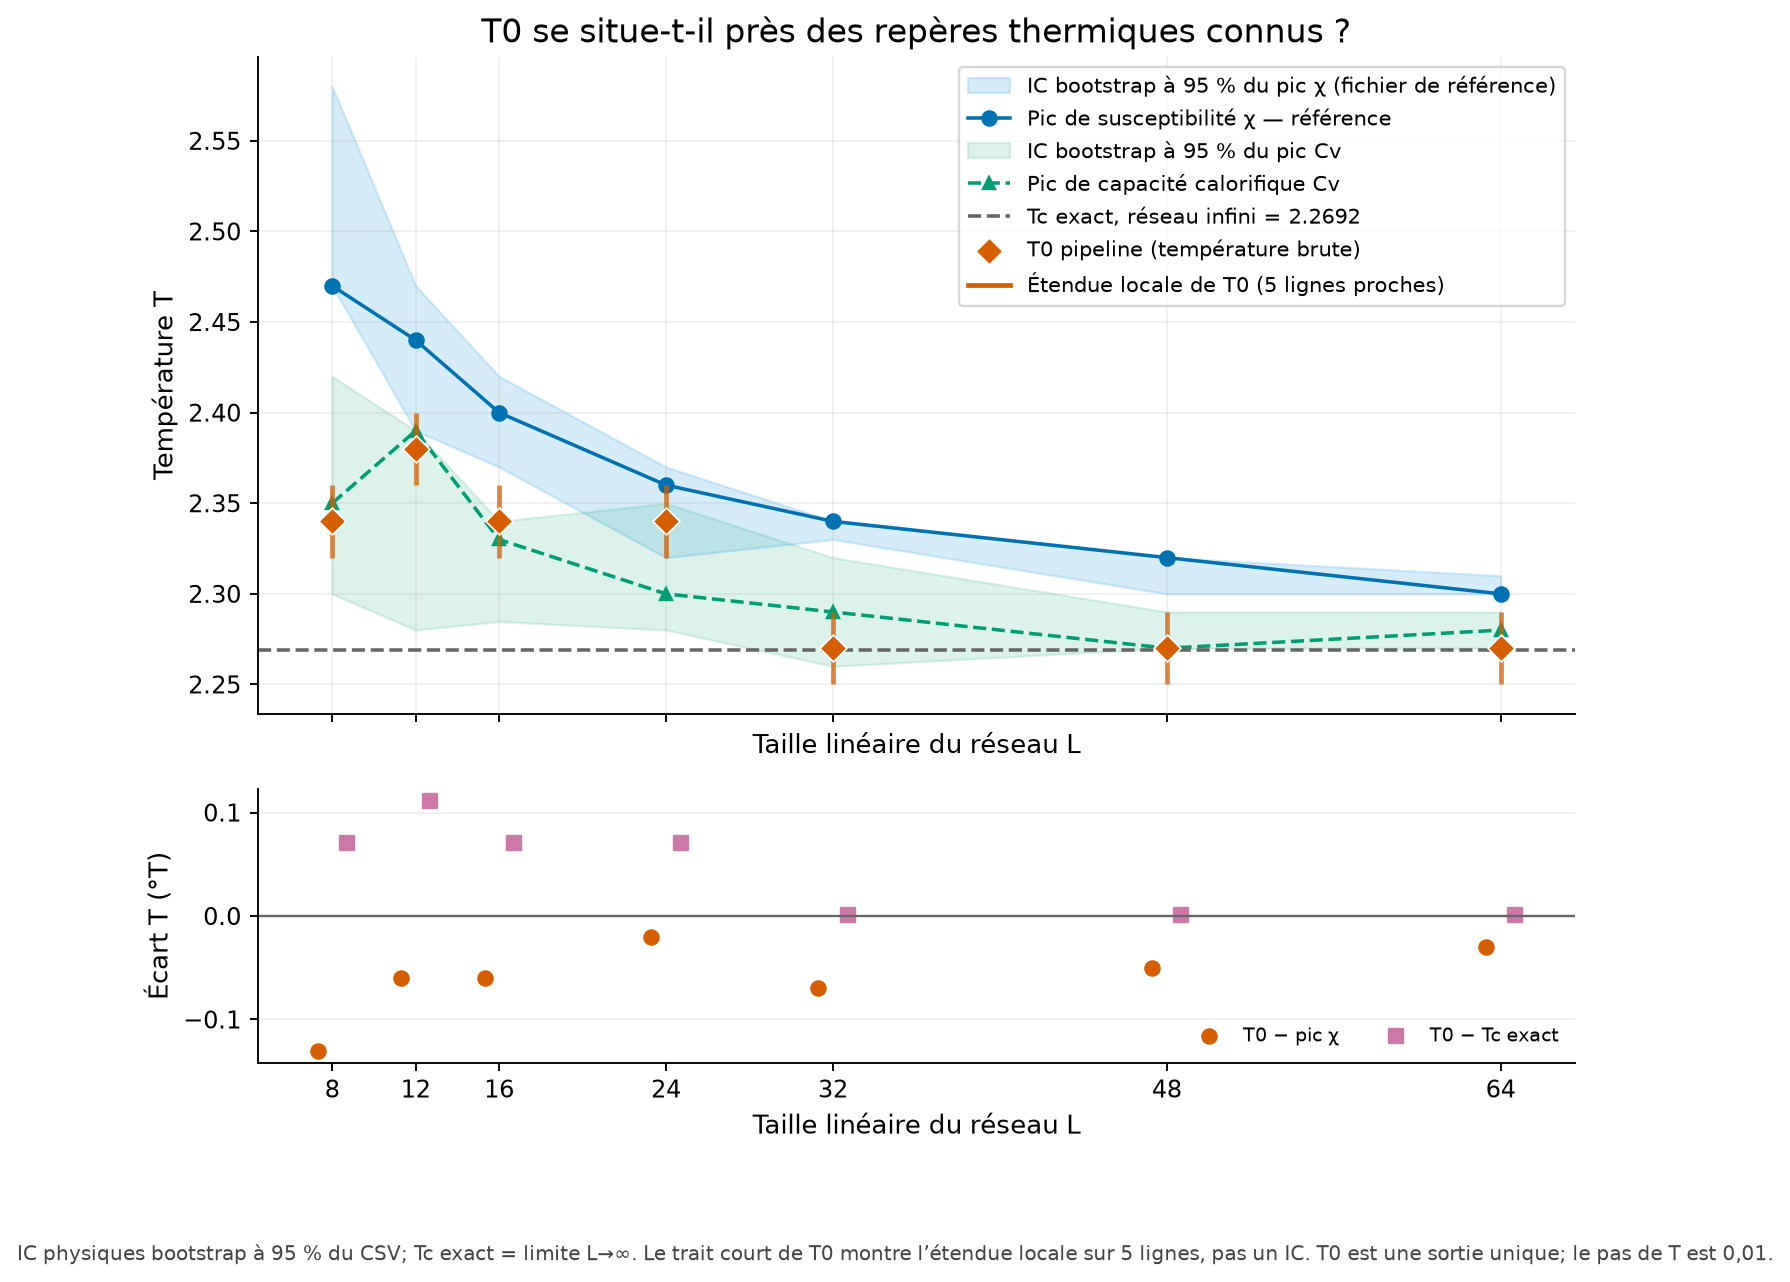 T0 se situe-t-il près des repères thermiques connus ?
IC bootstrap à 95 % du pic χ (fichier de référence)
Pic de susceptibilité χ — référence
IC bootstrap à 95 % du pic Cv
Pic de capacité calorifique Cv
Tc exact, réseau infini = 2.2692
T0 pipeline (température brute)
Étendue locale de T0 (5 lignes proches)
Température T
2.55
2.50
2.45
2.40
2.35
2.30
2.25
Taille linéaire du réseau L
Écart T (°T)
0.1
0.0
−0.1
T0 − pic χ
T0 − Tc exact
8 12 16 24 32 48 64
Taille linéaire du réseau L
IC physiques bootstrap à 95 % du CSV; Tc exact = limite L→∞. Le trait court de T0 montre l’étendue locale sur 5 lignes, pas un IC. T0 est une sortie unique; le pas de T est 0,01.